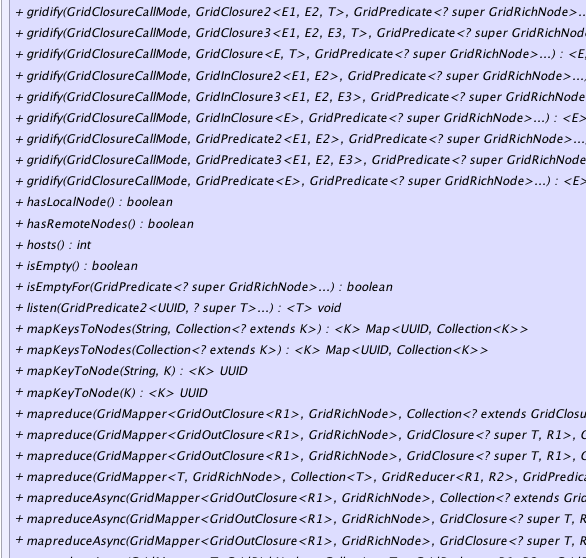 + gridify(GridClosureCallMode, GridClosure2<E1, E2, T>, GridPredicate<? super GridRichNode>...
+ gridify(GridClosureCallMode, GridClosure3<E1, E2, E3, T>, GridPredicate<? super GridRichNod
+ gridify(GridClosureCallMode, GridClosure<E, T>, GridPredicate<? super GridRichNode>...) : <E,
+ gridify(GridClosureCallMode, GridInClosure2<E1, E2>, GridPredicate<? super GridRichNode>...)
+ gridify(GridClosureCallMode, GridInClosure3<E1, E2, E3>, GridPredicate<? super GridRichNode
+ gridify(GridClosureCallMode, GridInClosure<E>, GridPredicate<? super GridRichNode>...) : <E>
+ gridify(GridClosureCallMode, GridPredicate2<E1, E2>, GridPredicate<? super GridRichNode>...)
+ gridify(GridClosureCallMode, GridPredicate3<E1, E2, E3>, GridPredicate<? super GridRichNode
+ gridify(GridClosureCallMode, GridPredicate<E>, GridPredicate<? super GridRichNode>...) : <E>
+ hasLocalNode() : boolean
+ hasRemoteNodes() : boolean
+ hosts() : int
+ isEmpty() : boolean
+ isEmptyFor(GridPredicate<? super GridRichNode>...) : boolean
+ listen(GridPredicate2<UUID, ? super T>...) : <T> void
+ mapKeysToNodes(String, Collection<? extends K>) : <K> Map<UUID, Collection<K>>
+ mapKeysToNodes(Collection<? extends K>) : <K> Map<UUID, Collection<K>>
+ mapKeyToNode(String, K) : <K> UUID
+ mapKeyToNode(K) : <K> UUID
+ mapreduce(GridMapper<GridOutClosure<R1>, GridRichNode>, Collection<? extends GridClosu
+ mapreduce(GridMapper<GridOutClosure<R1>, GridRichNode>, GridClosure<? super T, R1>, C
+ mapreduce(GridMapper<GridOutClosure<R1>, GridRichNode>, GridClosure<? super T, R1>, C
+ mapreduce(GridMapper<T, GridRichNode>, Collection<T>, GridReducer<R1, R2>, GridPredica
+ mapreduceAsync(GridMapper<GridOutClosure<R1>, GridRichNode>, Collection<? extends Grid
+ mapreduceAsync(GridMapper<GridOutClosure<R1>, GridRichNode>, GridClosure<? super T, R
+ mapreduceAsync(GridMapper<GridOutClosure<R1>, GridRichNode>, GridClosure<? super T, R